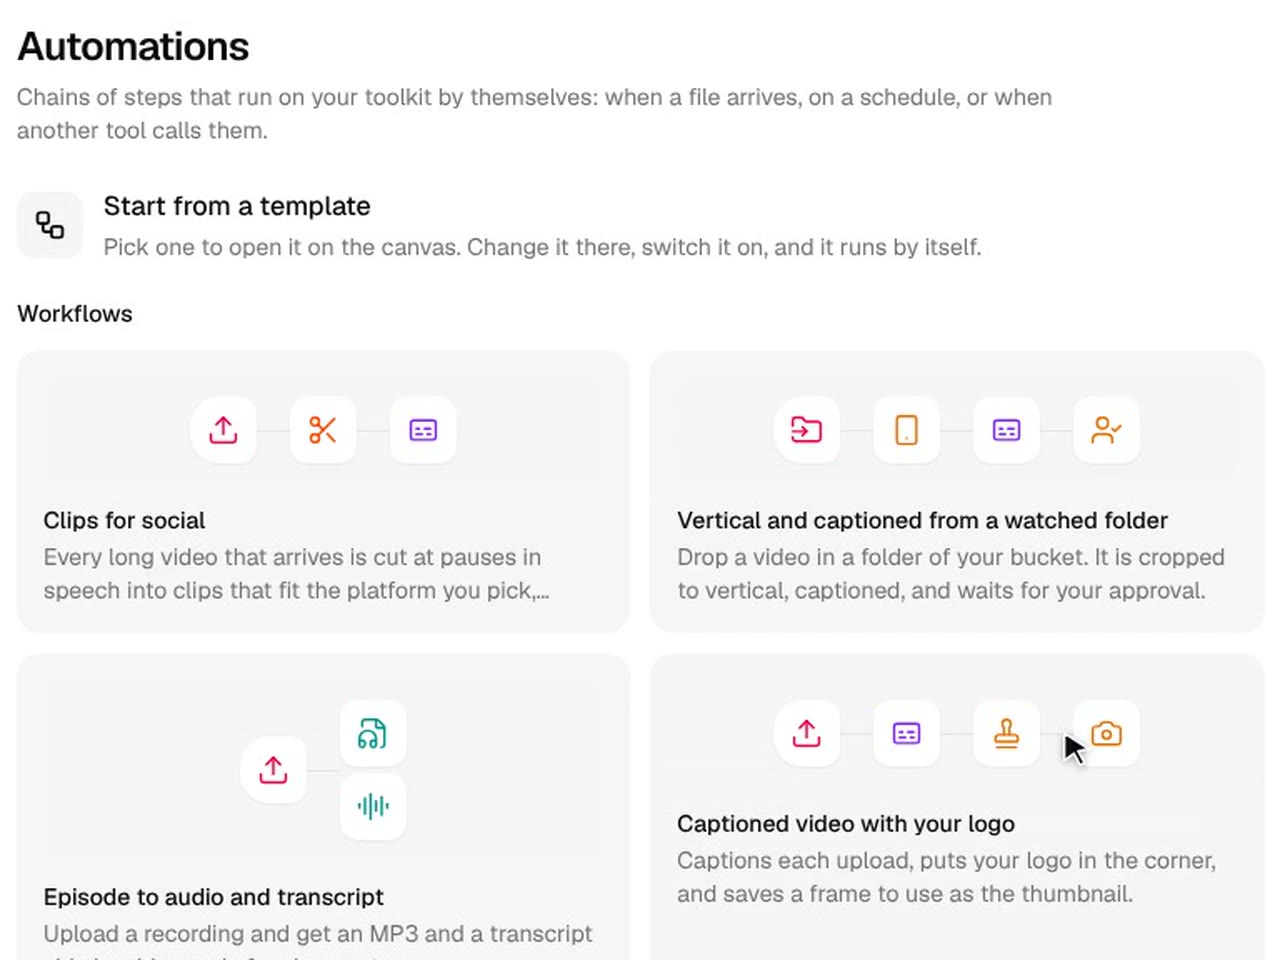 Automations
Chains of steps that run on your toolkit by themselves: when a file arrives, on a schedule, or when
another tool calls them.
Start from a template
Pick one to open it on the canvas. Change it there, switch it on, and it runs by itself.
Workflows
Clips for social
Every long video that arrives is cut at pauses in
speech into clips that fit the platform you pick,...
Vertical and captioned from a watched folder
Drop a video in a folder of your bucket. It is cropped
to vertical, captioned, and waits for your approval.
Episode to audio and transcript
Upload a recording and get an MP3 and a transcript
Captioned video with your logo
Captions each upload, puts your logo in the corner,
and saves a frame to use as the thumbnail.